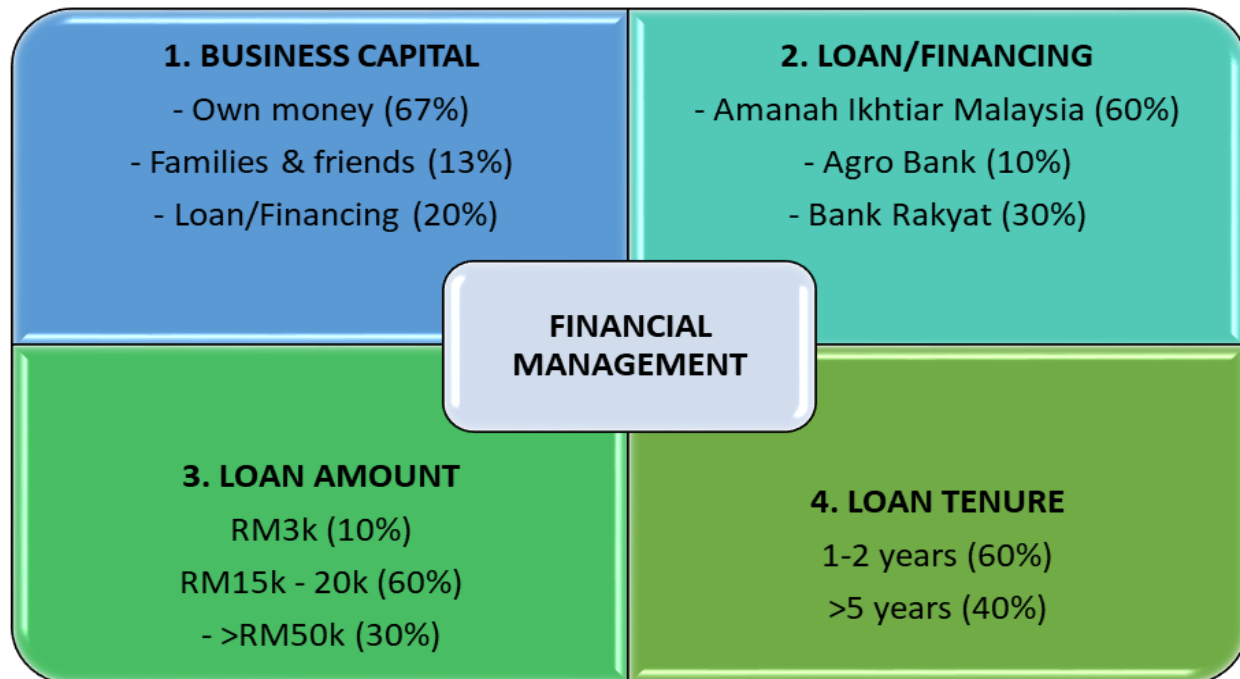 1. BUSINESS CAPITAL
- Own money (67%)
- Families & friends (13%)
- Loan/Financing (20%)
2. LOAN/FINANCING
- Amanah Ikhtiar Malaysia (60%)
- Agro Bank (10%)
- Bank Rakyat (30%)
FINANCIAL
MANAGEMENT
3. LOAN AMOUNT
RM3k (10%)
RM15k - 20k (60%)
- >RM50k (30%)
4. LOAN TENURE
1-2 years (60%)
>5 years (40%)